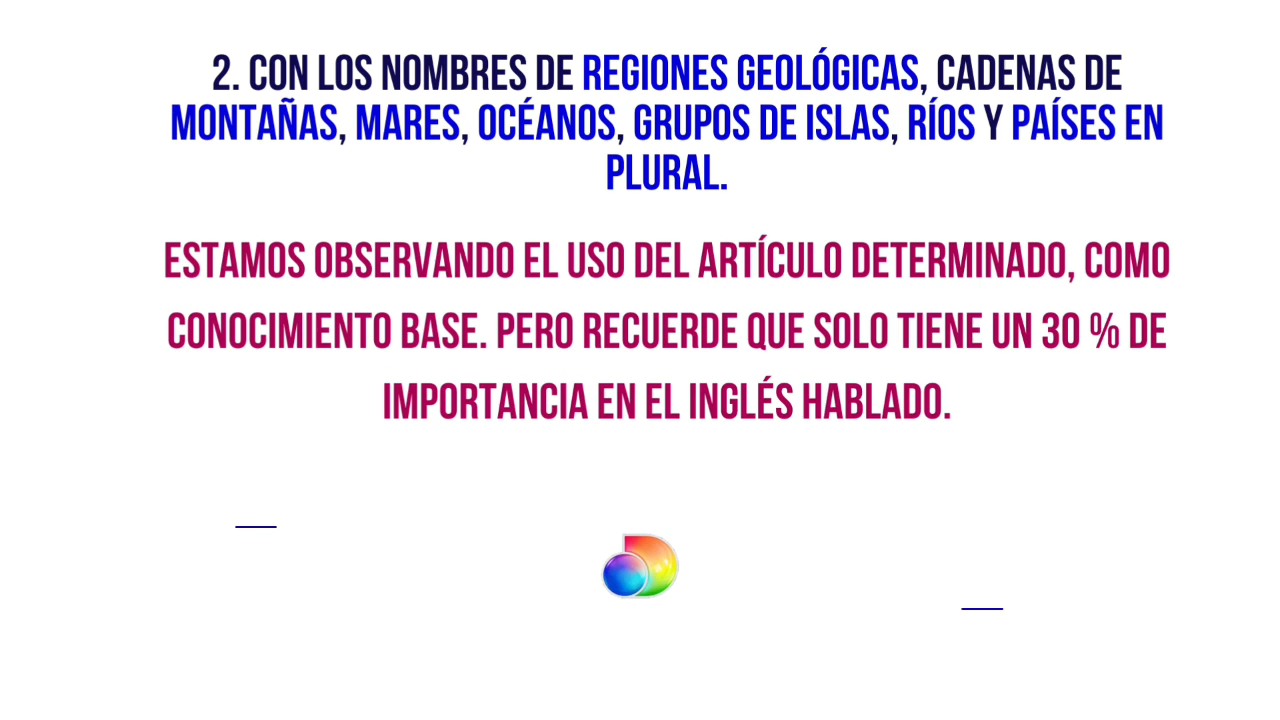 2. CON LOS NOMBRES DE REGIONES GEOLÓGICAS, CADENAS DE
MONTAÑAS, MARES, OCÉANOS, GRUPOS DE ISLAS, RÍOS Y PAÍSES EN
PLURAL.
ESTAMOS OBSERVANDO EL USO DEL ARTÍCULO DETERMINADO, COMO
CONOCIMIENTO BASE. PERO RECUERDE QUE SOLO TIENE UN 30 % DE
IMPORTANCIA EN EL INGLÉS HABLADO.